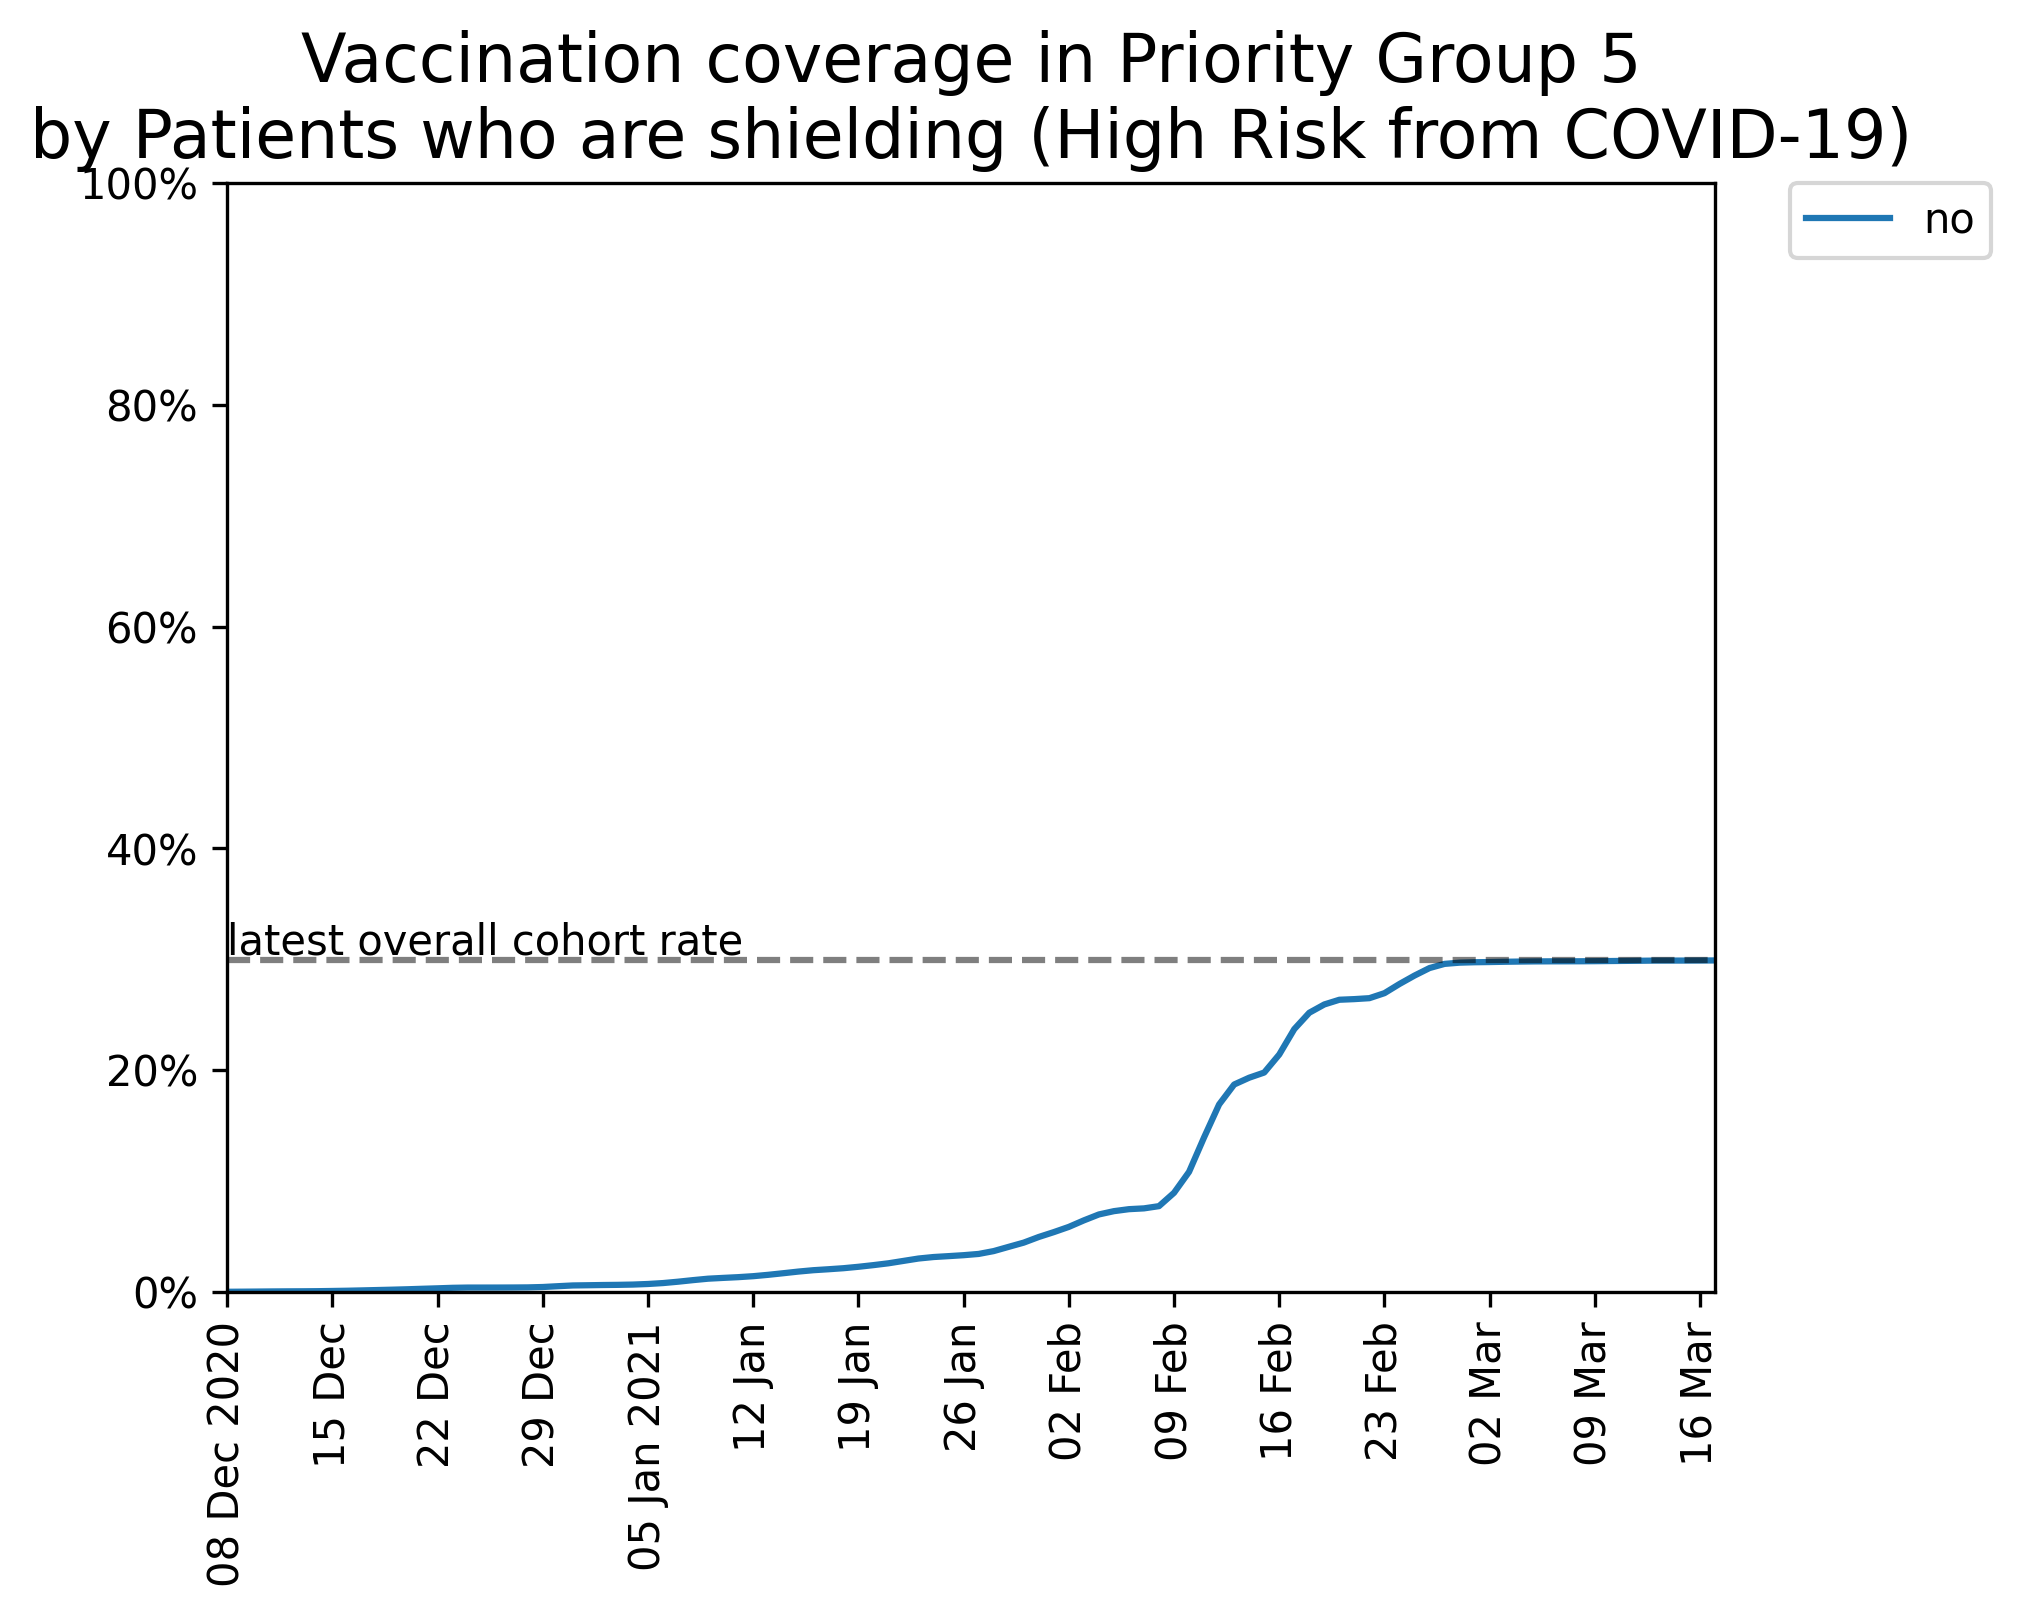 Vaccination coverage in Priority Group 5
by Patients who are shielding (High Risk from COVID-19)
100%
80%
60%
40%
20%
0%
latest overall cohort rate
no
08 Dec 2020
15 Dec
22 Dec
29 Dec
05 Jan 2021
12 Jan
19 Jan
26 Jan
02 Feb
09 Feb
16 Feb
23 Feb
02 Mar
09 Mar
16 Mar